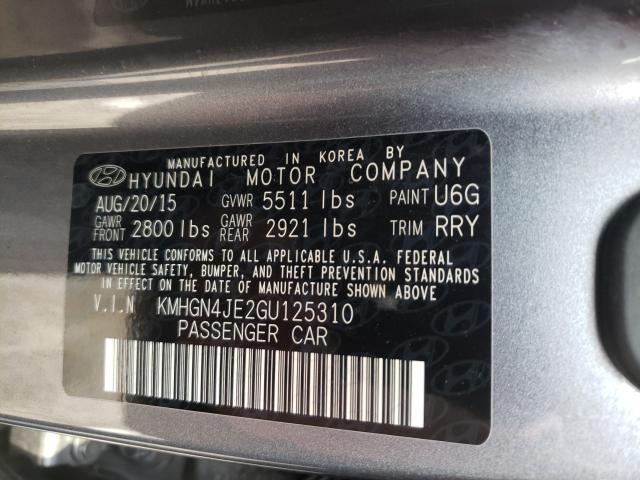 MANUFACTURED IN KOREA BY
HYUNDAI MOTOR COMPANY
AUG/20/15 GVWR 5511 lbs PAINT U6G
GAWR FRONT 2800 lbs GAWR REAR 2921 lbs TRIM RRY
THIS VEHICLE CONFORMS TO ALL APPLICABLE U.S.A. FEDERAL
MOTOR VEHICLE SAFETY, BUMPER, AND THEFT PREVENTION STANDARDS
IN EFFECT ON THE DATE OF MANUFACTURE SHOWN ABOVE.
V.I.N KMHGN4JE2GU125310
PASSENGER CAR